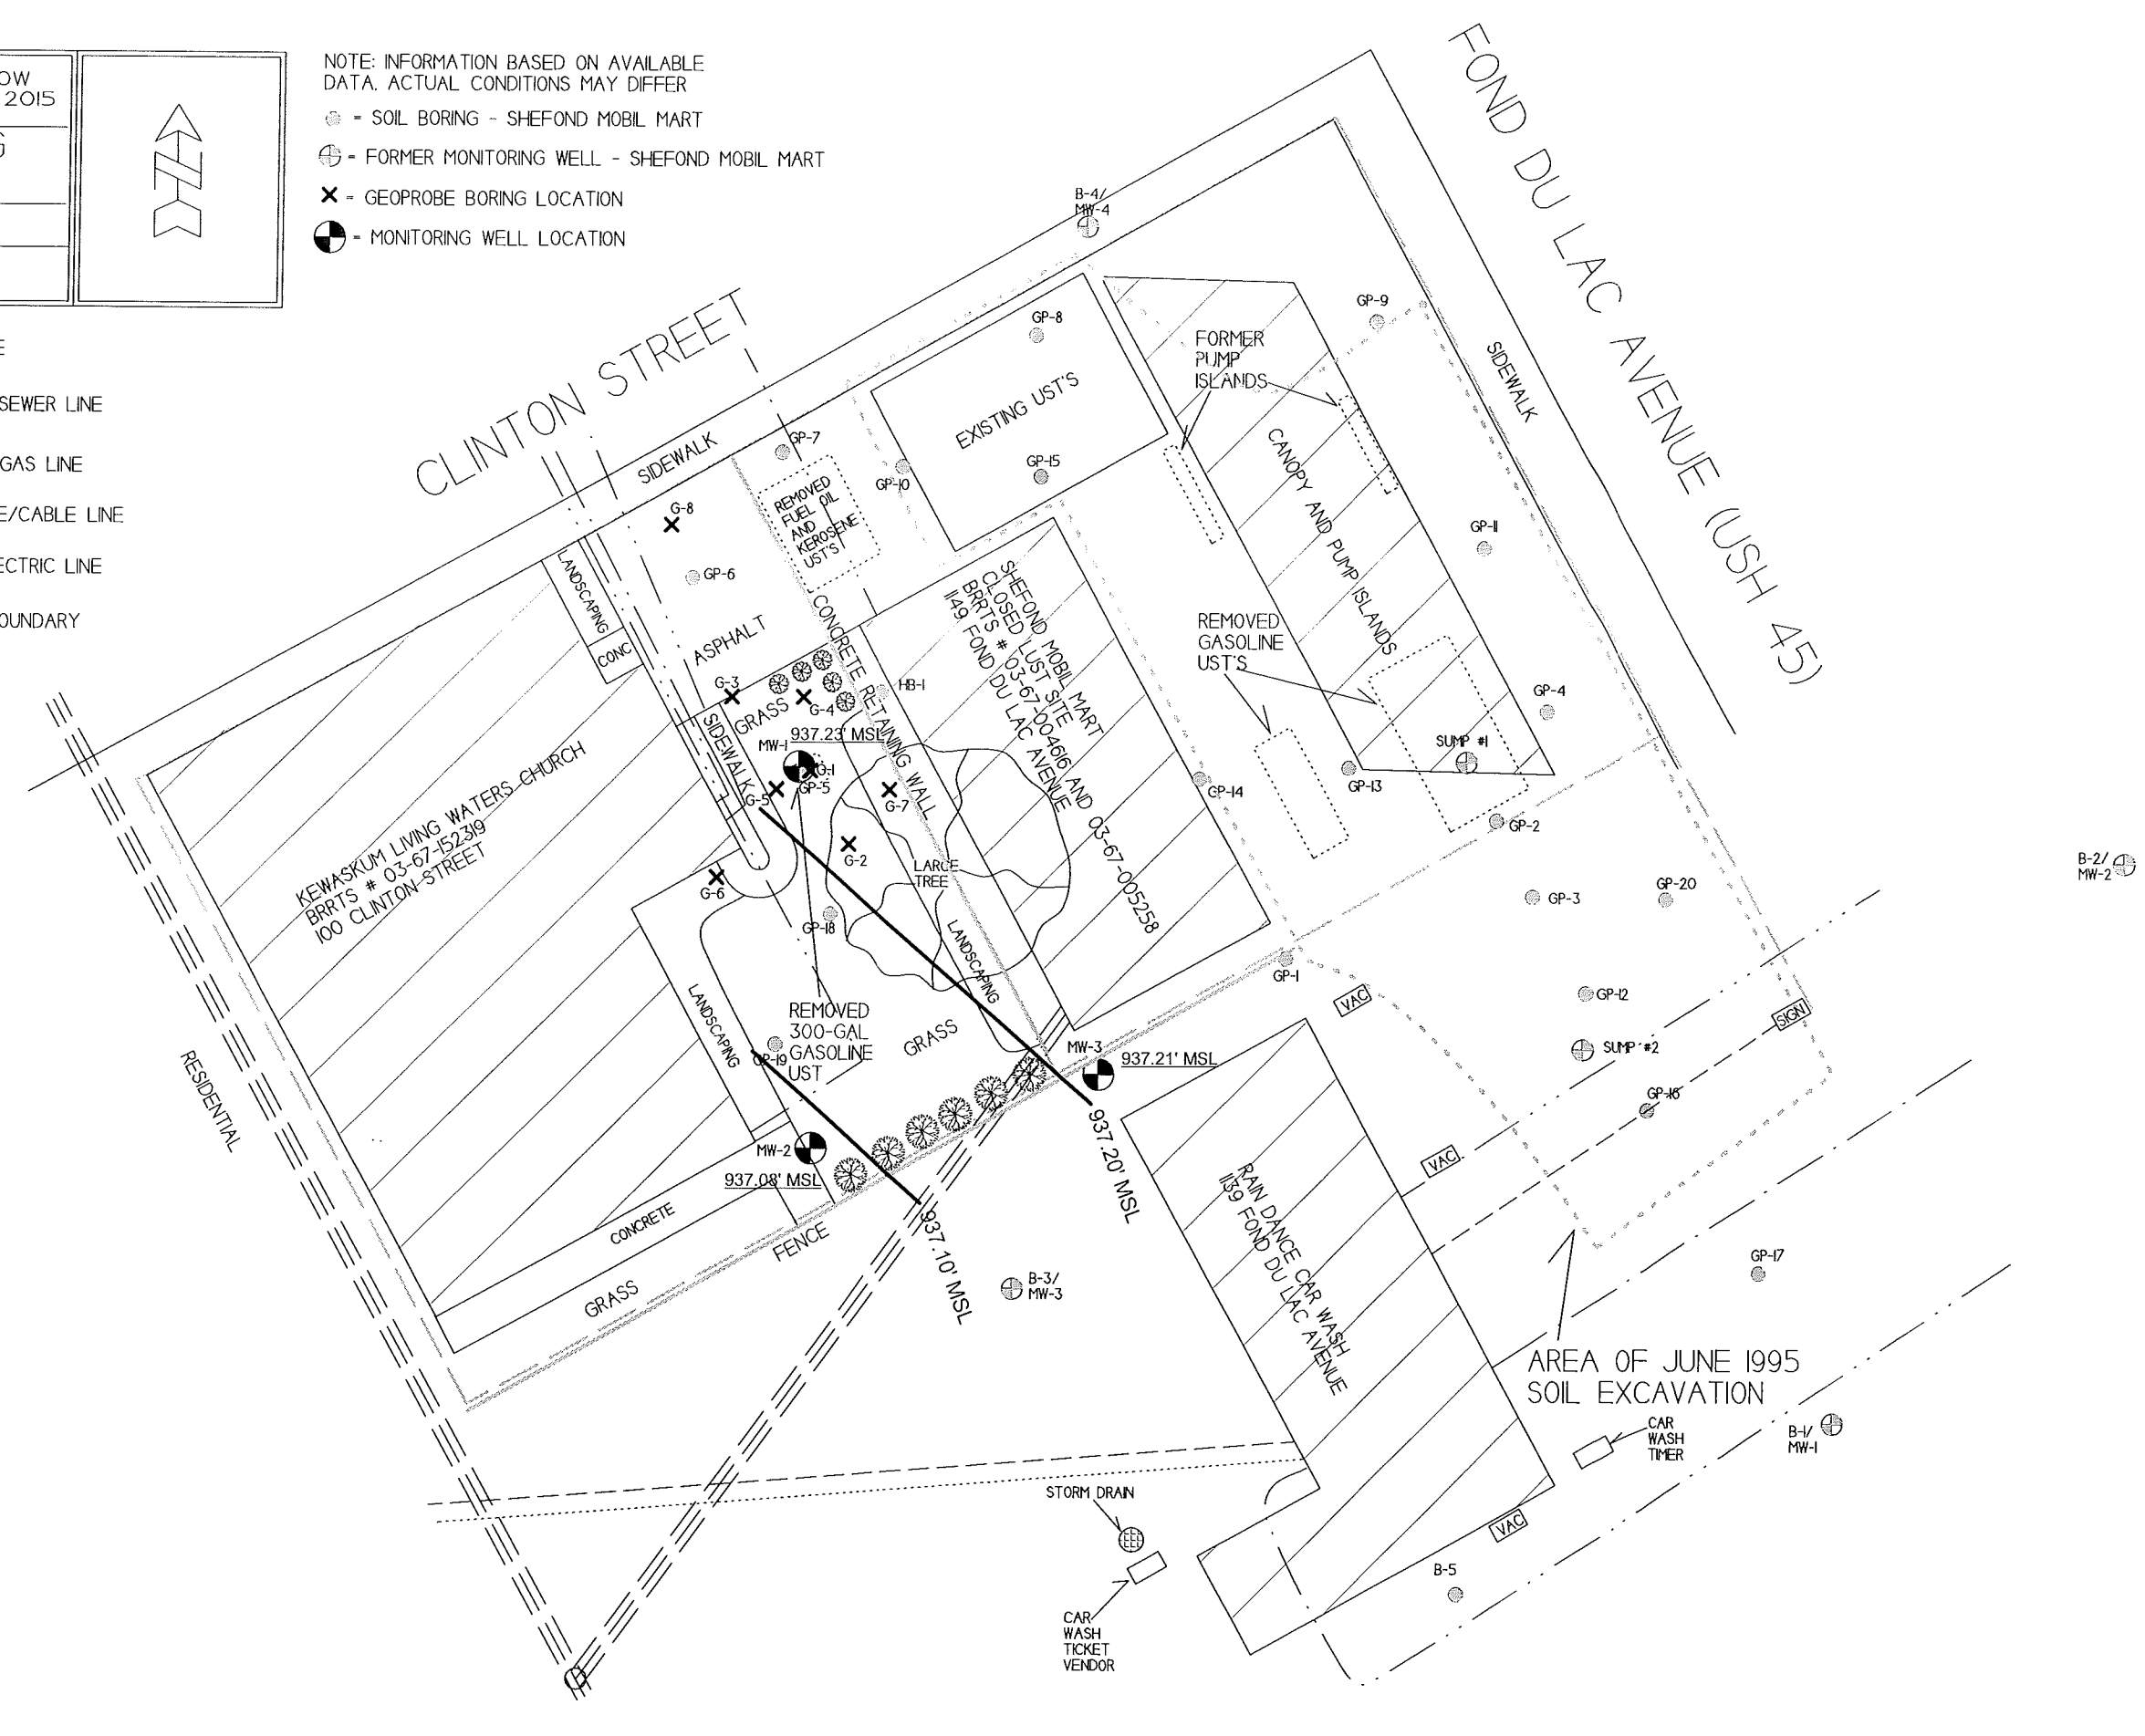 OW
2015
G
NOTE: INFORMATION BASED ON AVAILABLE
DATA. ACTUAL CONDITIONS MAY DIFFER
= SOIL BORING - SHEFOND MOBIL MART
= FORMER MONITORING WELL - SHEFOND MOBIL MART
X = GEOPROBE BORING LOCATION
= MONITORING WELL LOCATION
E
SEWER LINE
GAS LINE
E/CABLE LINE
ECTRIC LINE
OUNDARY
FOND DU LAC AVENUE (USH 45)
CLINTON STREET
SIDEWALK
SIDEWALK
B-4/
MW-4
GP-8
GP-9
FORMER
PUMP
ISLANDS
EXISTING UST'S
GP-15
GP-7
GP-10
REMOVED
FUEL OIL
AND
KEROSENE
UST'S
G-8
GP-6
CANOPY AND PUMP ISLANDS
GP-11
LANDSCAPING
CONC
ASPHALT
CONCRETE RETAINING WALL
SHEFOND MOBIL MART
CLOSED LUST SITE
BRRTS # 03-67-004616 AND 03-67-005258
1149 FOND DU LAC AVENUE
REMOVED
GASOLINE
UST'S
G-3
G-4
HB-1
GRASS
SIDEWALK
MW-1
937.23' MSL
G-1
GP-5
G-5
G-7
GP-4
SUMP #1
GP-13
GP-14
GP-2
KEWASKUM LIVING WATERS CHURCH
BRRTS # 03-67-152319
100 CLINTON STREET
G-2
LARGE
TREE
G-6
GP-18
LANDSCAPING
B-2/
MW-2
GP-3
GP-20
GP-1
VAC
GP-12
SIGN
SUMP #2
LANDSCAPING
REMOVED
300-GAL
GASOLINE
UST
GP-19
GRASS
MW-3
937.21' MSL
RESIDENTIAL
GP-16
937.20' MSL
MW-2
937.08' MSL
VAC
RAIN DANCE CAR WASH
1139 FOND DU LAC AVENUE
CONCRETE
FENCE
937.10' MSL
GRASS
B-3/
MW-3
GP-17
AREA OF JUNE 1995
SOIL EXCAVATION
CAR
WASH
TIMER
B-1/
MW-1
STORM DRAIN
VAC
B-5
CAR
WASH
TICKET
VENDOR